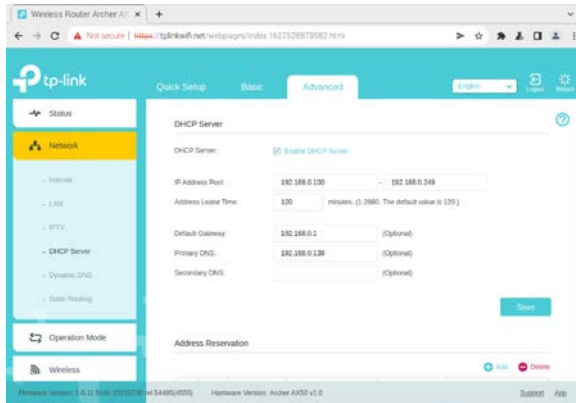 Wireless Router Archer AX
Not secure | https://tplinkwifi.net/webpages/index.1627628879582.html
tp-link
Quick Setup
Basic
Advanced
English
Logout
Reboot
Status
Network
- Internet
- LAN
- IPTV
- DHCP Server
- Dynamic DNS
- Static Routing
Operation Mode
Wireless
DHCP Server
DHCP Server: Enable DHCP Server
IP Address Pool: 192.168.0.100 - 192.168.0.249
Address Lease Time: 120 minutes. (1-2880. The default value is 120.)
Default Gateway: 192.168.0.1 (Optional)
Primary DNS: 192.168.0.138 (Optional)
Secondary DNS: (Optional)
Save
Address Reservation
Add Delete
Hardware Version: Archer AX50 v1.0
Support App